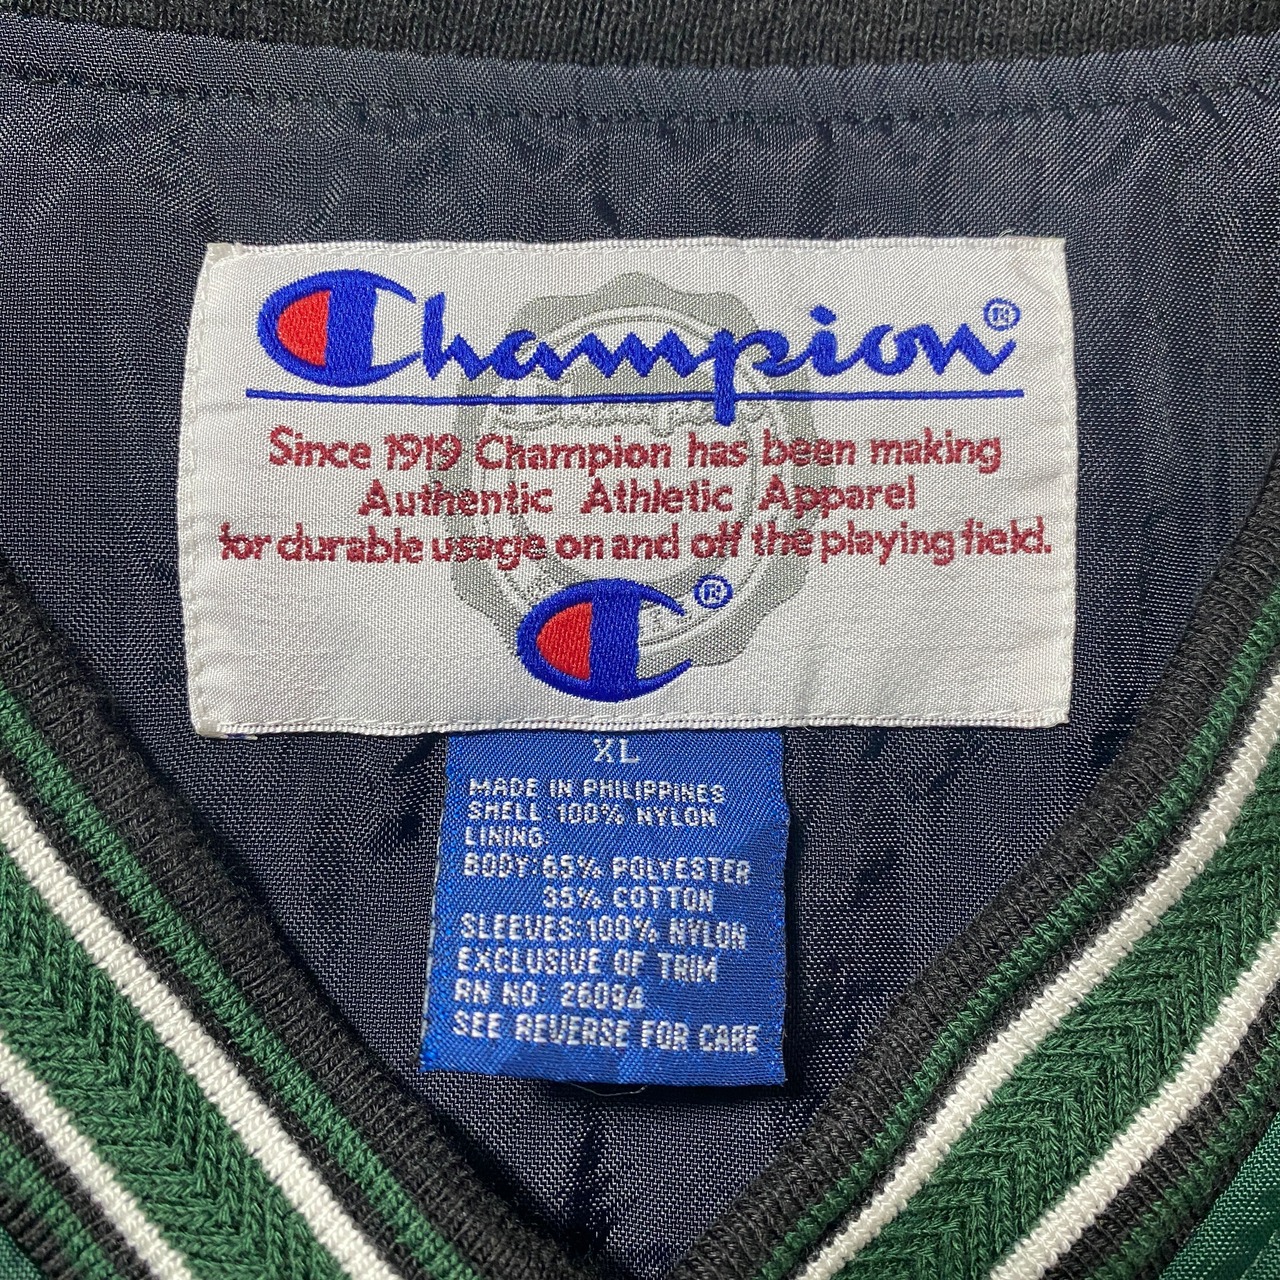 Champion®
Since 1919 Champion has been making
Authentic Athletic Apparel
for durable usage on and off the playing field.
®
XL
MADE IN PHILIPPINES
SHELL 100% NYLON
LINING:
BODY: 65% POLYESTER
35% COTTON
SLEEVES: 100% NYLON
EXCLUSIVE OF TRIM
RN NO. 26094
SEE REVERSE FOR CARE